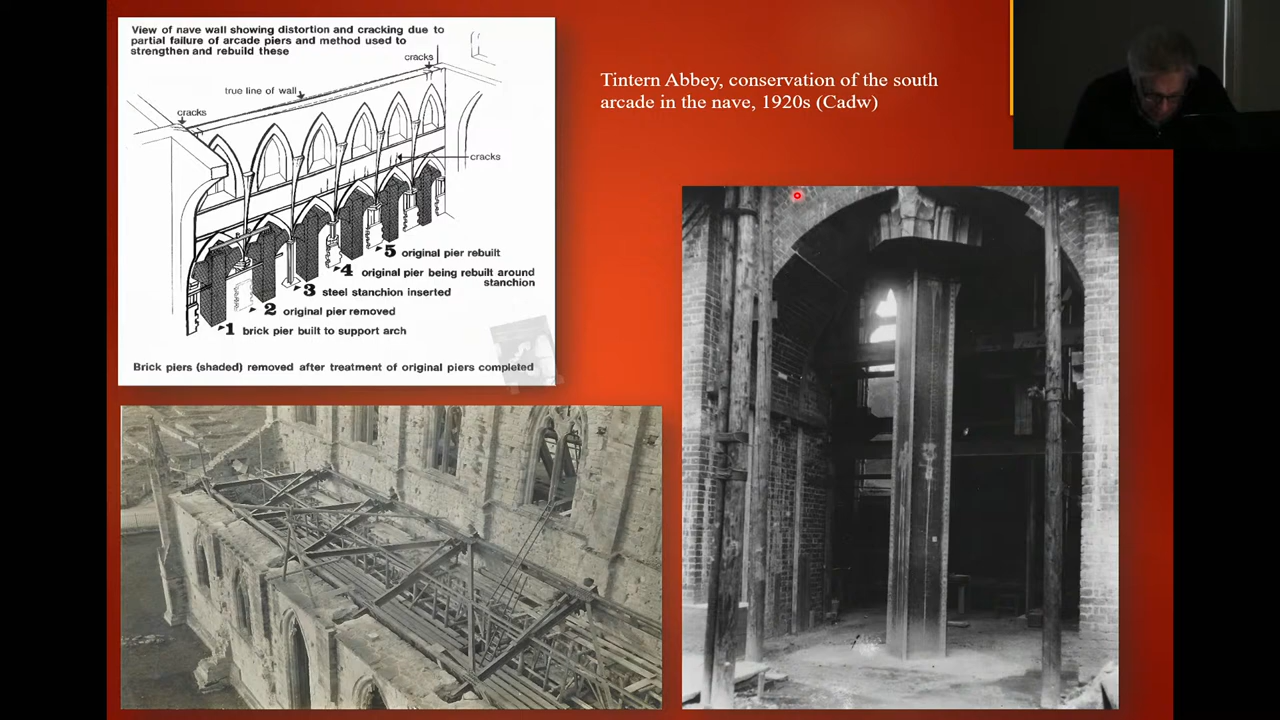 View of nave wall showing distortion and cracking due to
partial failure of arcade piers and method used to
strengthen and rebuild these
cracks
true line of wall
cracks
cracks
5 original pier rebuilt
4 original pier being rebuilt around
stanchion
3 steel stanchion inserted
2 original pier removed
1 brick pier built to support arch
Brick piers (shaded) removed after treatment of original piers completed
Tintern Abbey, conservation of the south
arcade in the nave, 1920s (Cadw)